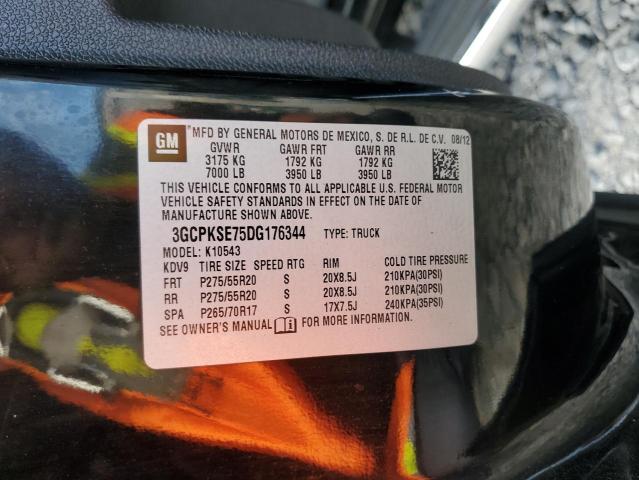 GM MFD BY GENERAL MOTORS DE MEXICO, S. DE R.L. DE C.V. 08/12
GVWR GAWR FRT GAWR RR
3175 KG 1792 KG 1792 KG
7000 LB 3950 LB 3950 LB
THIS VEHICLE CONFORMS TO ALL APPLICABLE U.S. FEDERAL MOTOR
VEHICLE SAFETY STANDARDS IN EFFECT ON THE DATE OF
MANUFACTURE SHOWN ABOVE.
3GCPKSE75DG176344 TYPE: TRUCK
MODEL: K10543
KDV9 TIRE SIZE SPEED RTG RIM COLD TIRE PRESSURE
FRT P275/55R20 S 20X8.5J 210KPA(30PSI)
RR P275/55R20 S 20X8.5J 210KPA(30PSI)
SPA P265/70R17 S 17X7.5J 240KPA(35PSI)
SEE OWNER'S MANUAL FOR MORE INFORMATION.